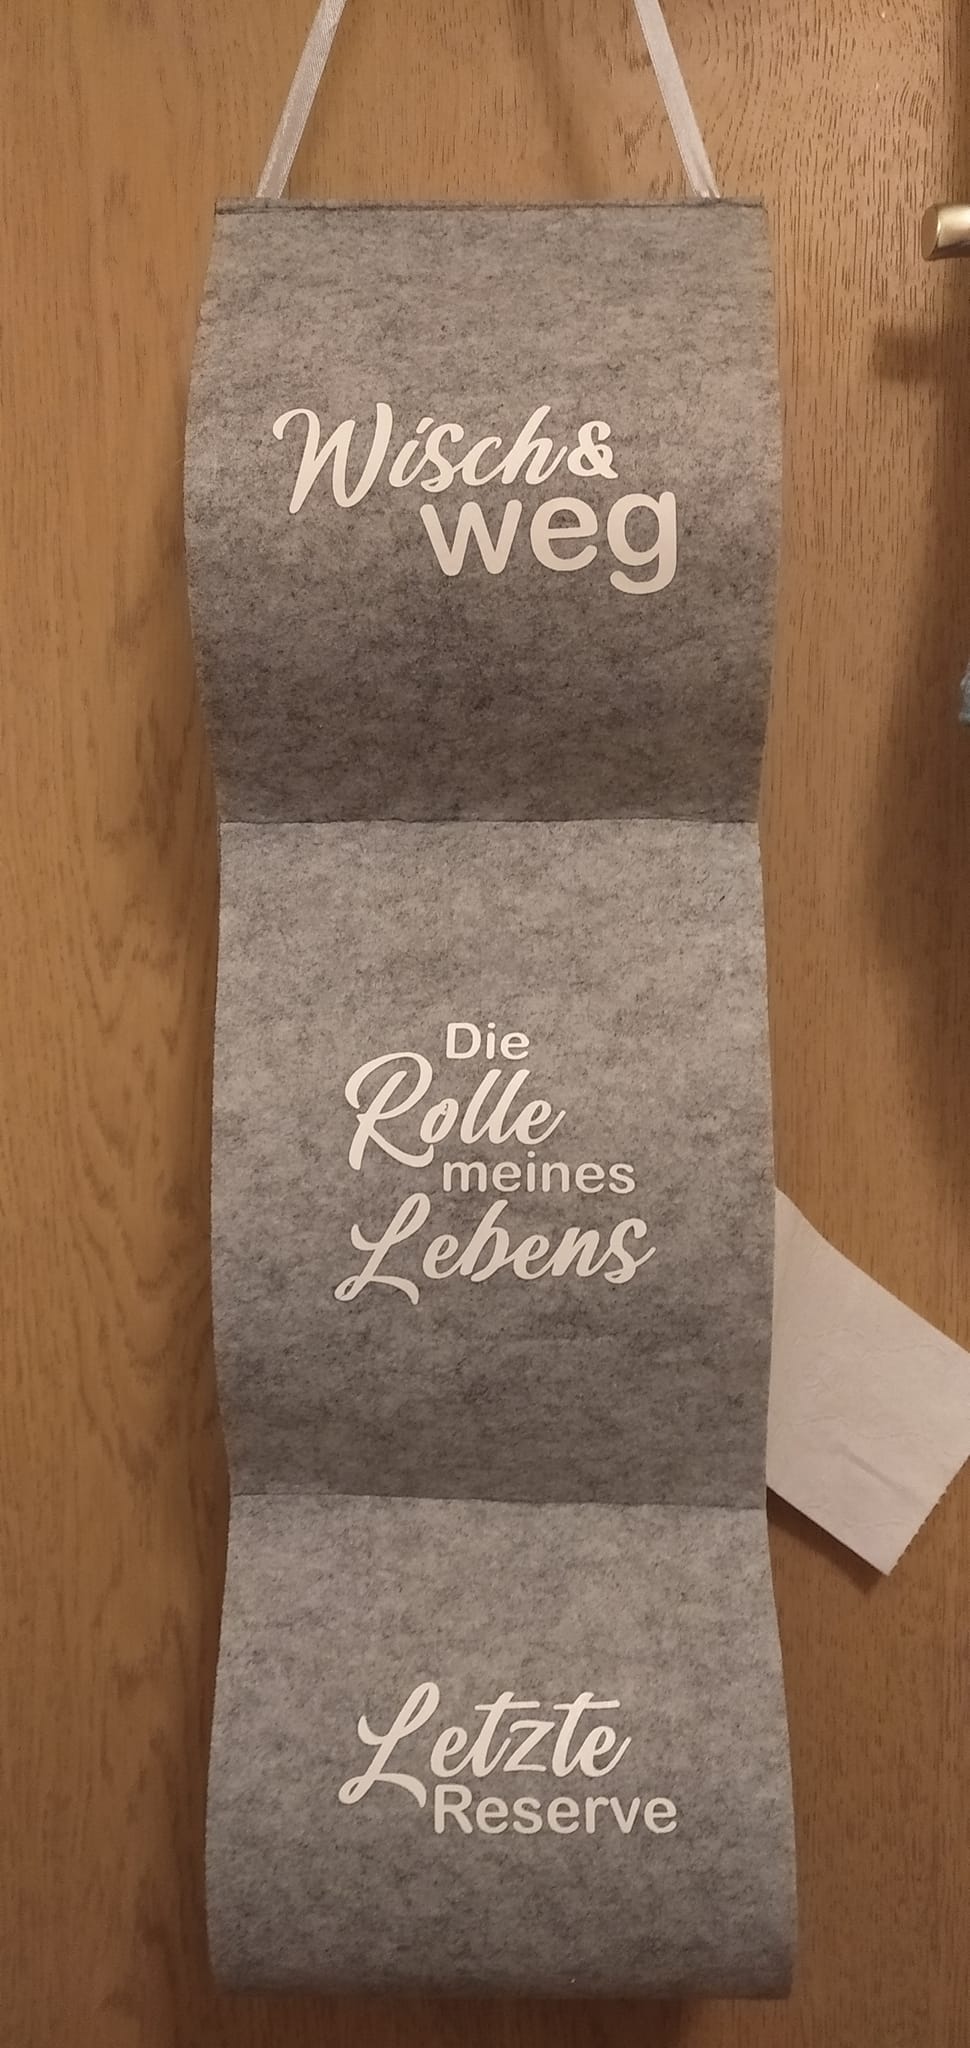 Wisch&
weg
Die
Rolle
meines
Lebens
Letzte
Reserve